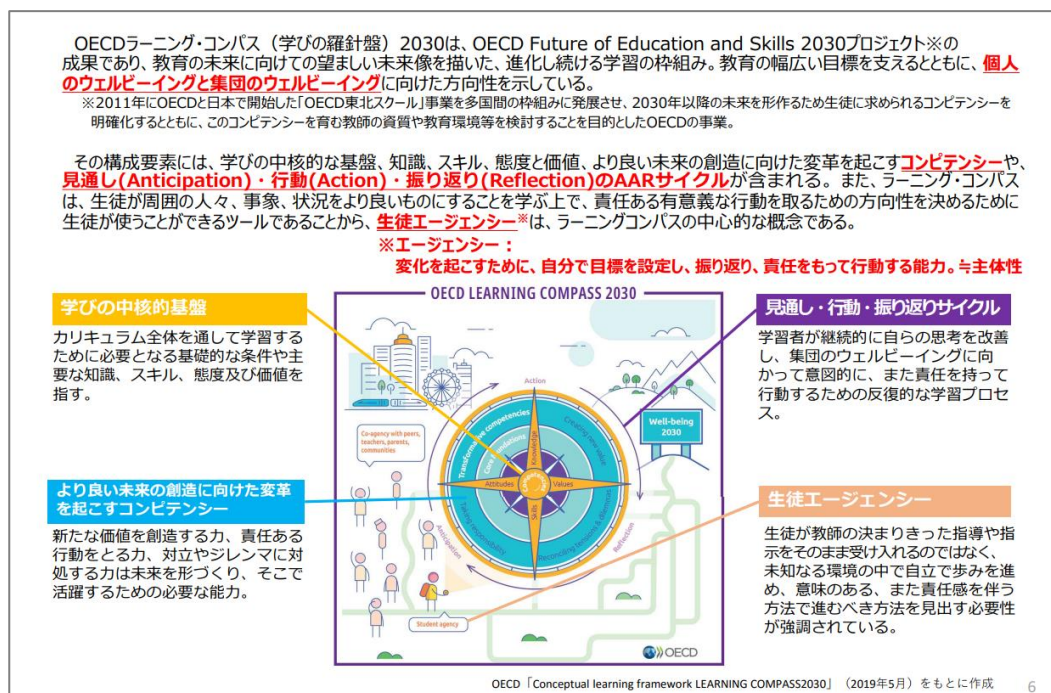 OECDラーニング・コンパス（学びの羅針盤）2030は、OECD Future of Education and Skills 2030プロジェクト※の
成果であり、教育の未来に向けての望ましい未来像を描いた、進化し続ける学習の枠組み。教育の幅広い目標を支えるとともに、個人
のウェルビーイングと集団のウェルビーイングに向けた方向性を示している。
※2011年にOECDと日本で開始した「OECD東北スクール」事業を多国間の枠組みに発展させ、2030年以降の未来を形作るため生徒に求められるコンピテンシーを
明確化するとともに、このコンピテンシーを育む教師の資質や教育環境等を検討することを目的としたOECDの事業。
その構成要素には、学びの中核的な基盤、知識、スキル、態度と価値、より良い未来の創造に向けた変革を起こすコンピテンシーや、
見通し(Anticipation)・行動(Action)・振り返り(Reflection)のAARサイクルが含まれる。また、ラーニング・コンパス
は、生徒が周囲の人々、事象、状況をより良いものにすることを学ぶ上で、責任ある有意義な行動を取るための方向性を決めるために
生徒が使うことができるツールであることから、生徒エージェンシー※は、ラーニングコンパスの中心的な概念である。
※エージェンシー：
変化を起こすために、自分で目標を設定し、振り返り、責任をもって行動する能力。≒主体性
学びの中核的基盤
カリキュラム全体を通して学習する
ために必要となる基礎的な条件や主
要な知識、スキル、態度及び価値を
指す。
より良い未来の創造に向けた変革
を起こすコンピテンシー
新たな価値を創造する力、責任ある
行動をとる力、対立やジレンマに対
処する力は未来を形づくり、そこで
活躍するための必要な能力。
OECD LEARNING COMPASS 2030
Action
Co-agency with peers,
teachers, parents,
communities
Transformative competencies
Creating new value
Core foundations
Knowledge
Attitudes
Values
Skills
Taking responsibility
Reconciling tensions & dilemmas
Anticipation
Reflection
Well-being
2030
Student agency
OECD
見通し・行動・振り返りサイクル
学習者が継続的に自らの思考を改善
し、集団のウェルビーイングに向
かって意図的に、また責任を持って
行動するための反復的な学習プロセ
ス。
生徒エージェンシー
生徒が教師の決まりきった指導や指
示をそのまま受け入れるのではなく、
未知なる環境の中で自立で歩みを進
め、意味のある、また責任感を伴う
方法で進むべき方法を見出す必要性
が強調されている。
OECD「Conceptual learning framework LEARNING COMPASS2030」（2019年5月）をもとに作成
6